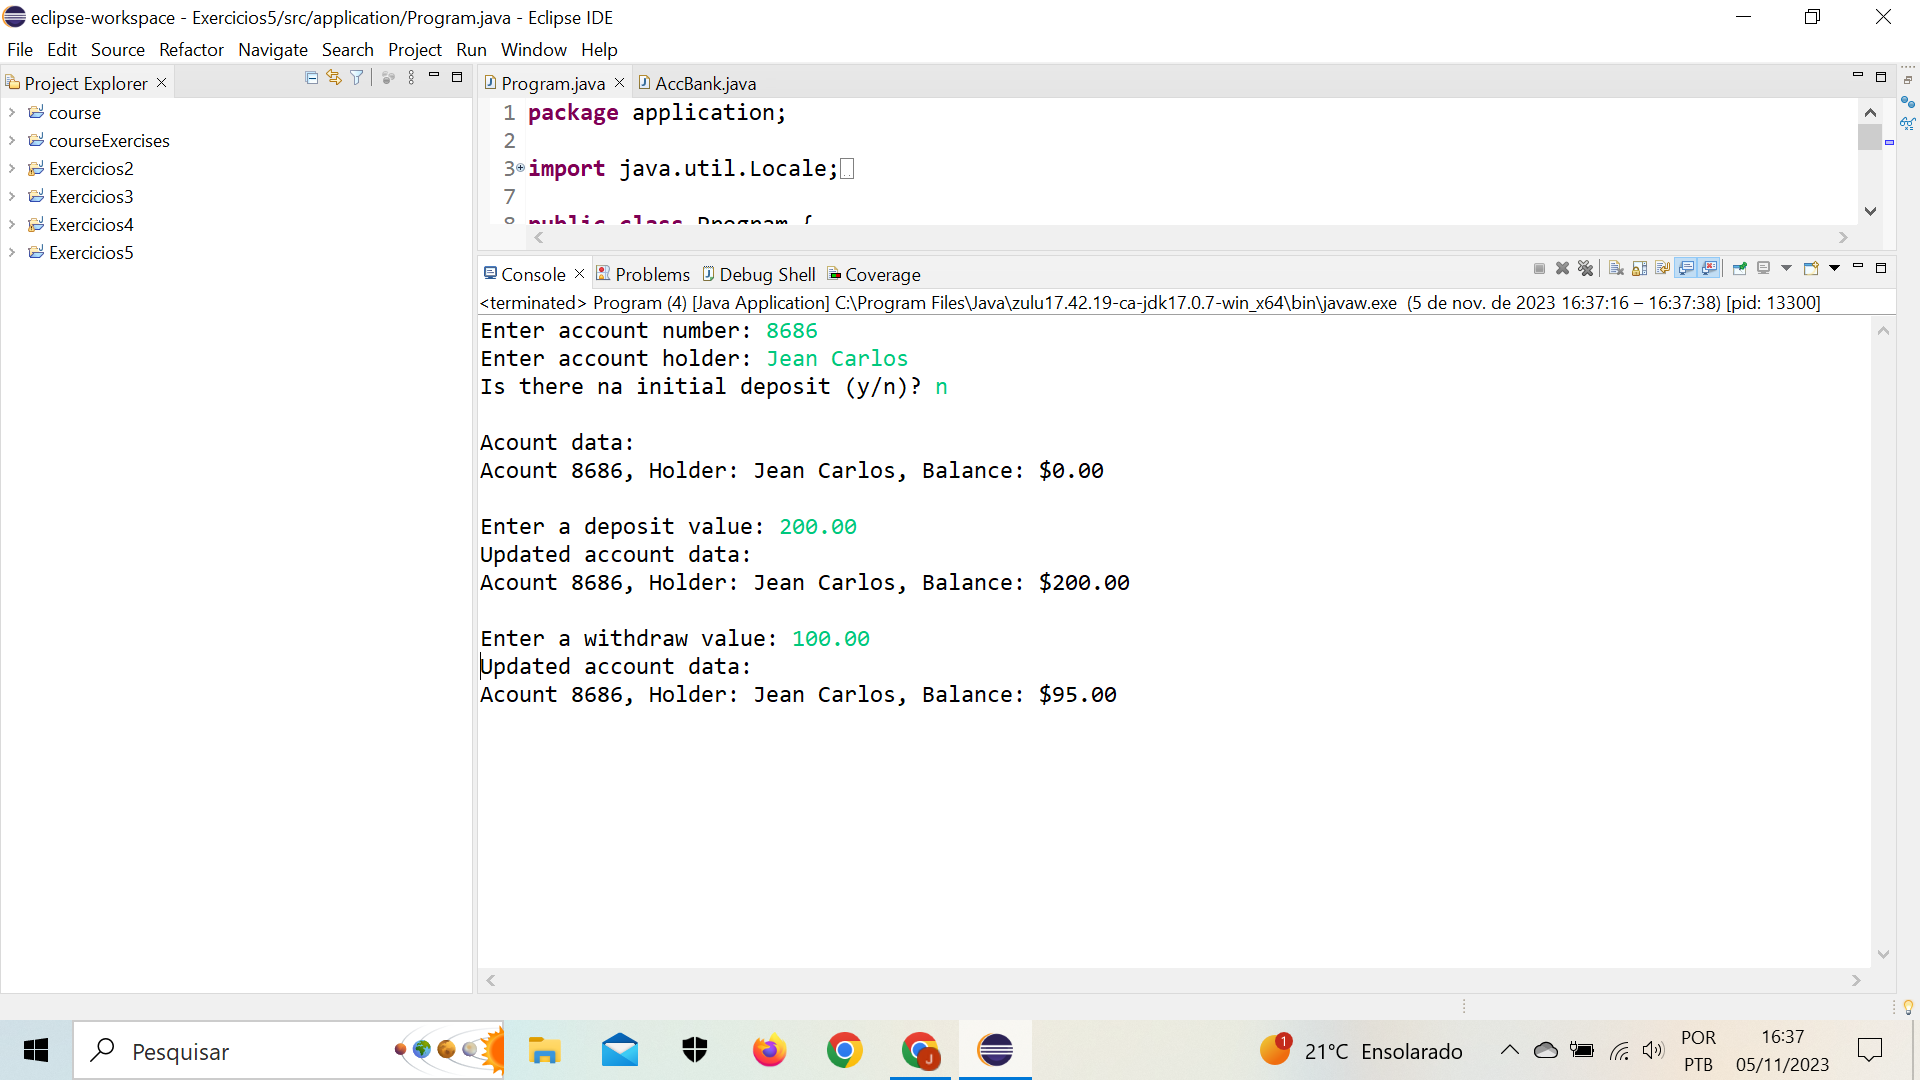 eclipse-workspace - Exercicios5/src/application/Program.java - Eclipse IDE
File Edit Source Refactor Navigate Search Project Run Window Help
Project Explorer
course
courseExercises
Exercicios2
Exercicios3
Exercicios4
Exercicios5
Program.java AccBank.java
1 package application;
2
3 import java.util.Locale;
7
8 public class Program {
Console Problems Debug Shell Coverage
<terminated> Program (4) [Java Application] C:\Program Files\Java\zulu17.42.19-ca-jdk17.0.7-win_x64\bin\javaw.exe (5 de nov. de 2023 16:37:16 – 16:37:38) [pid: 13300]
Enter account number: 8686
Enter account holder: Jean Carlos
Is there na initial deposit (y/n)? n
Acount data:
Acount 8686, Holder: Jean Carlos, Balance: $0.00
Enter a deposit value: 200.00
Updated account data:
Acount 8686, Holder: Jean Carlos, Balance: $200.00
Enter a withdraw value: 100.00
Updated account data:
Acount 8686, Holder: Jean Carlos, Balance: $95.00
Pesquisar
J
1
21°C Ensolarado
POR
PTB
16:37
05/11/2023